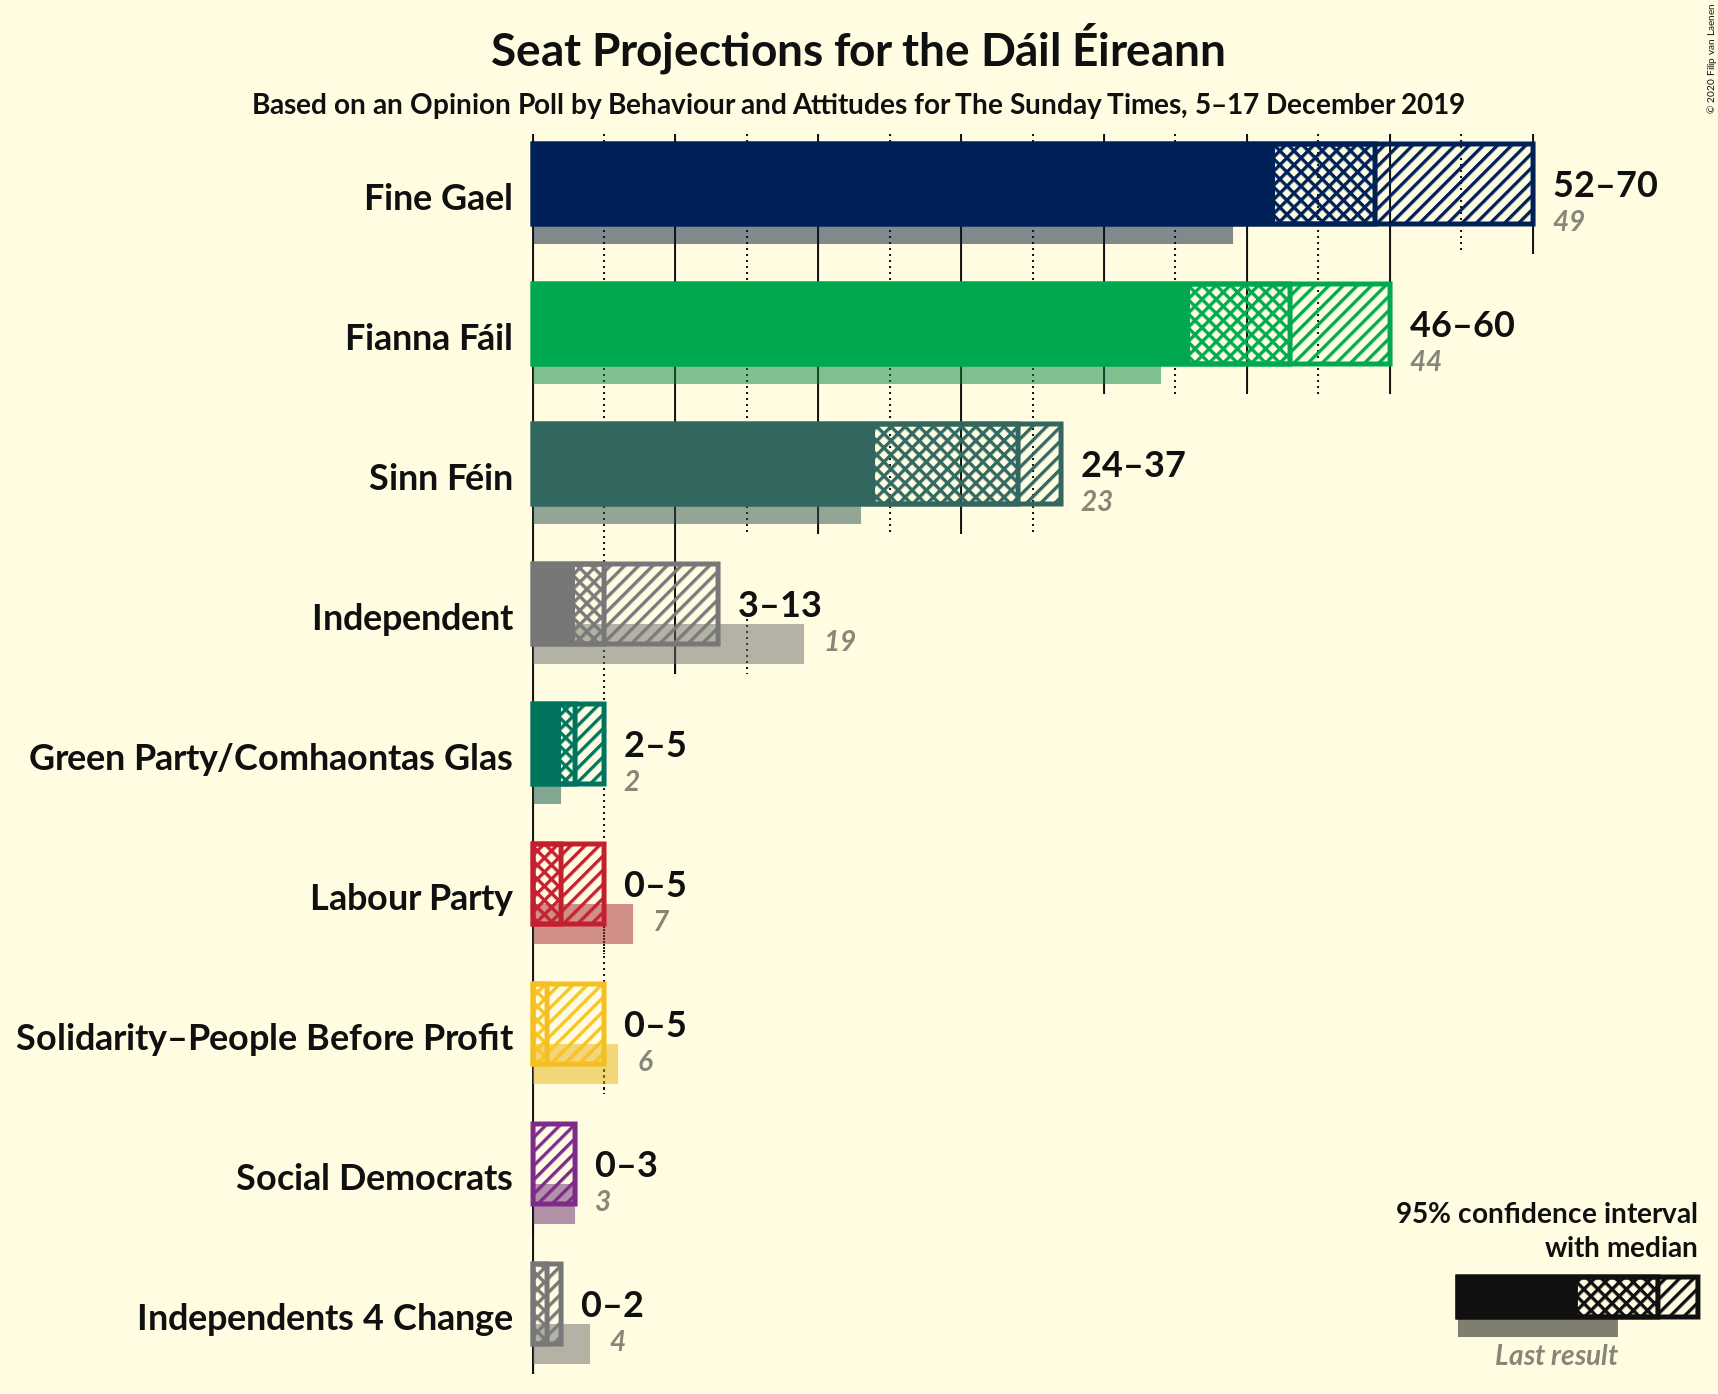 Seat Projections for the Dáil Éireann
Based on an Opinion Poll by Behaviour and Attitudes for The Sunday Times, 5–17 December 2019
© 2020 Filip van Laenen
Fine Gael
52–70
49
Fianna Fáil
46–60
44
Sinn Féin
24–37
23
Independent
3–13
19
Green Party/Comhaontas Glas
2–5
2
Labour Party
0–5
7
Solidarity–People Before Profit
0–5
6
Social Democrats
0–3
3
Independents 4 Change
0–2
4
95% confidence interval
with median
Last result